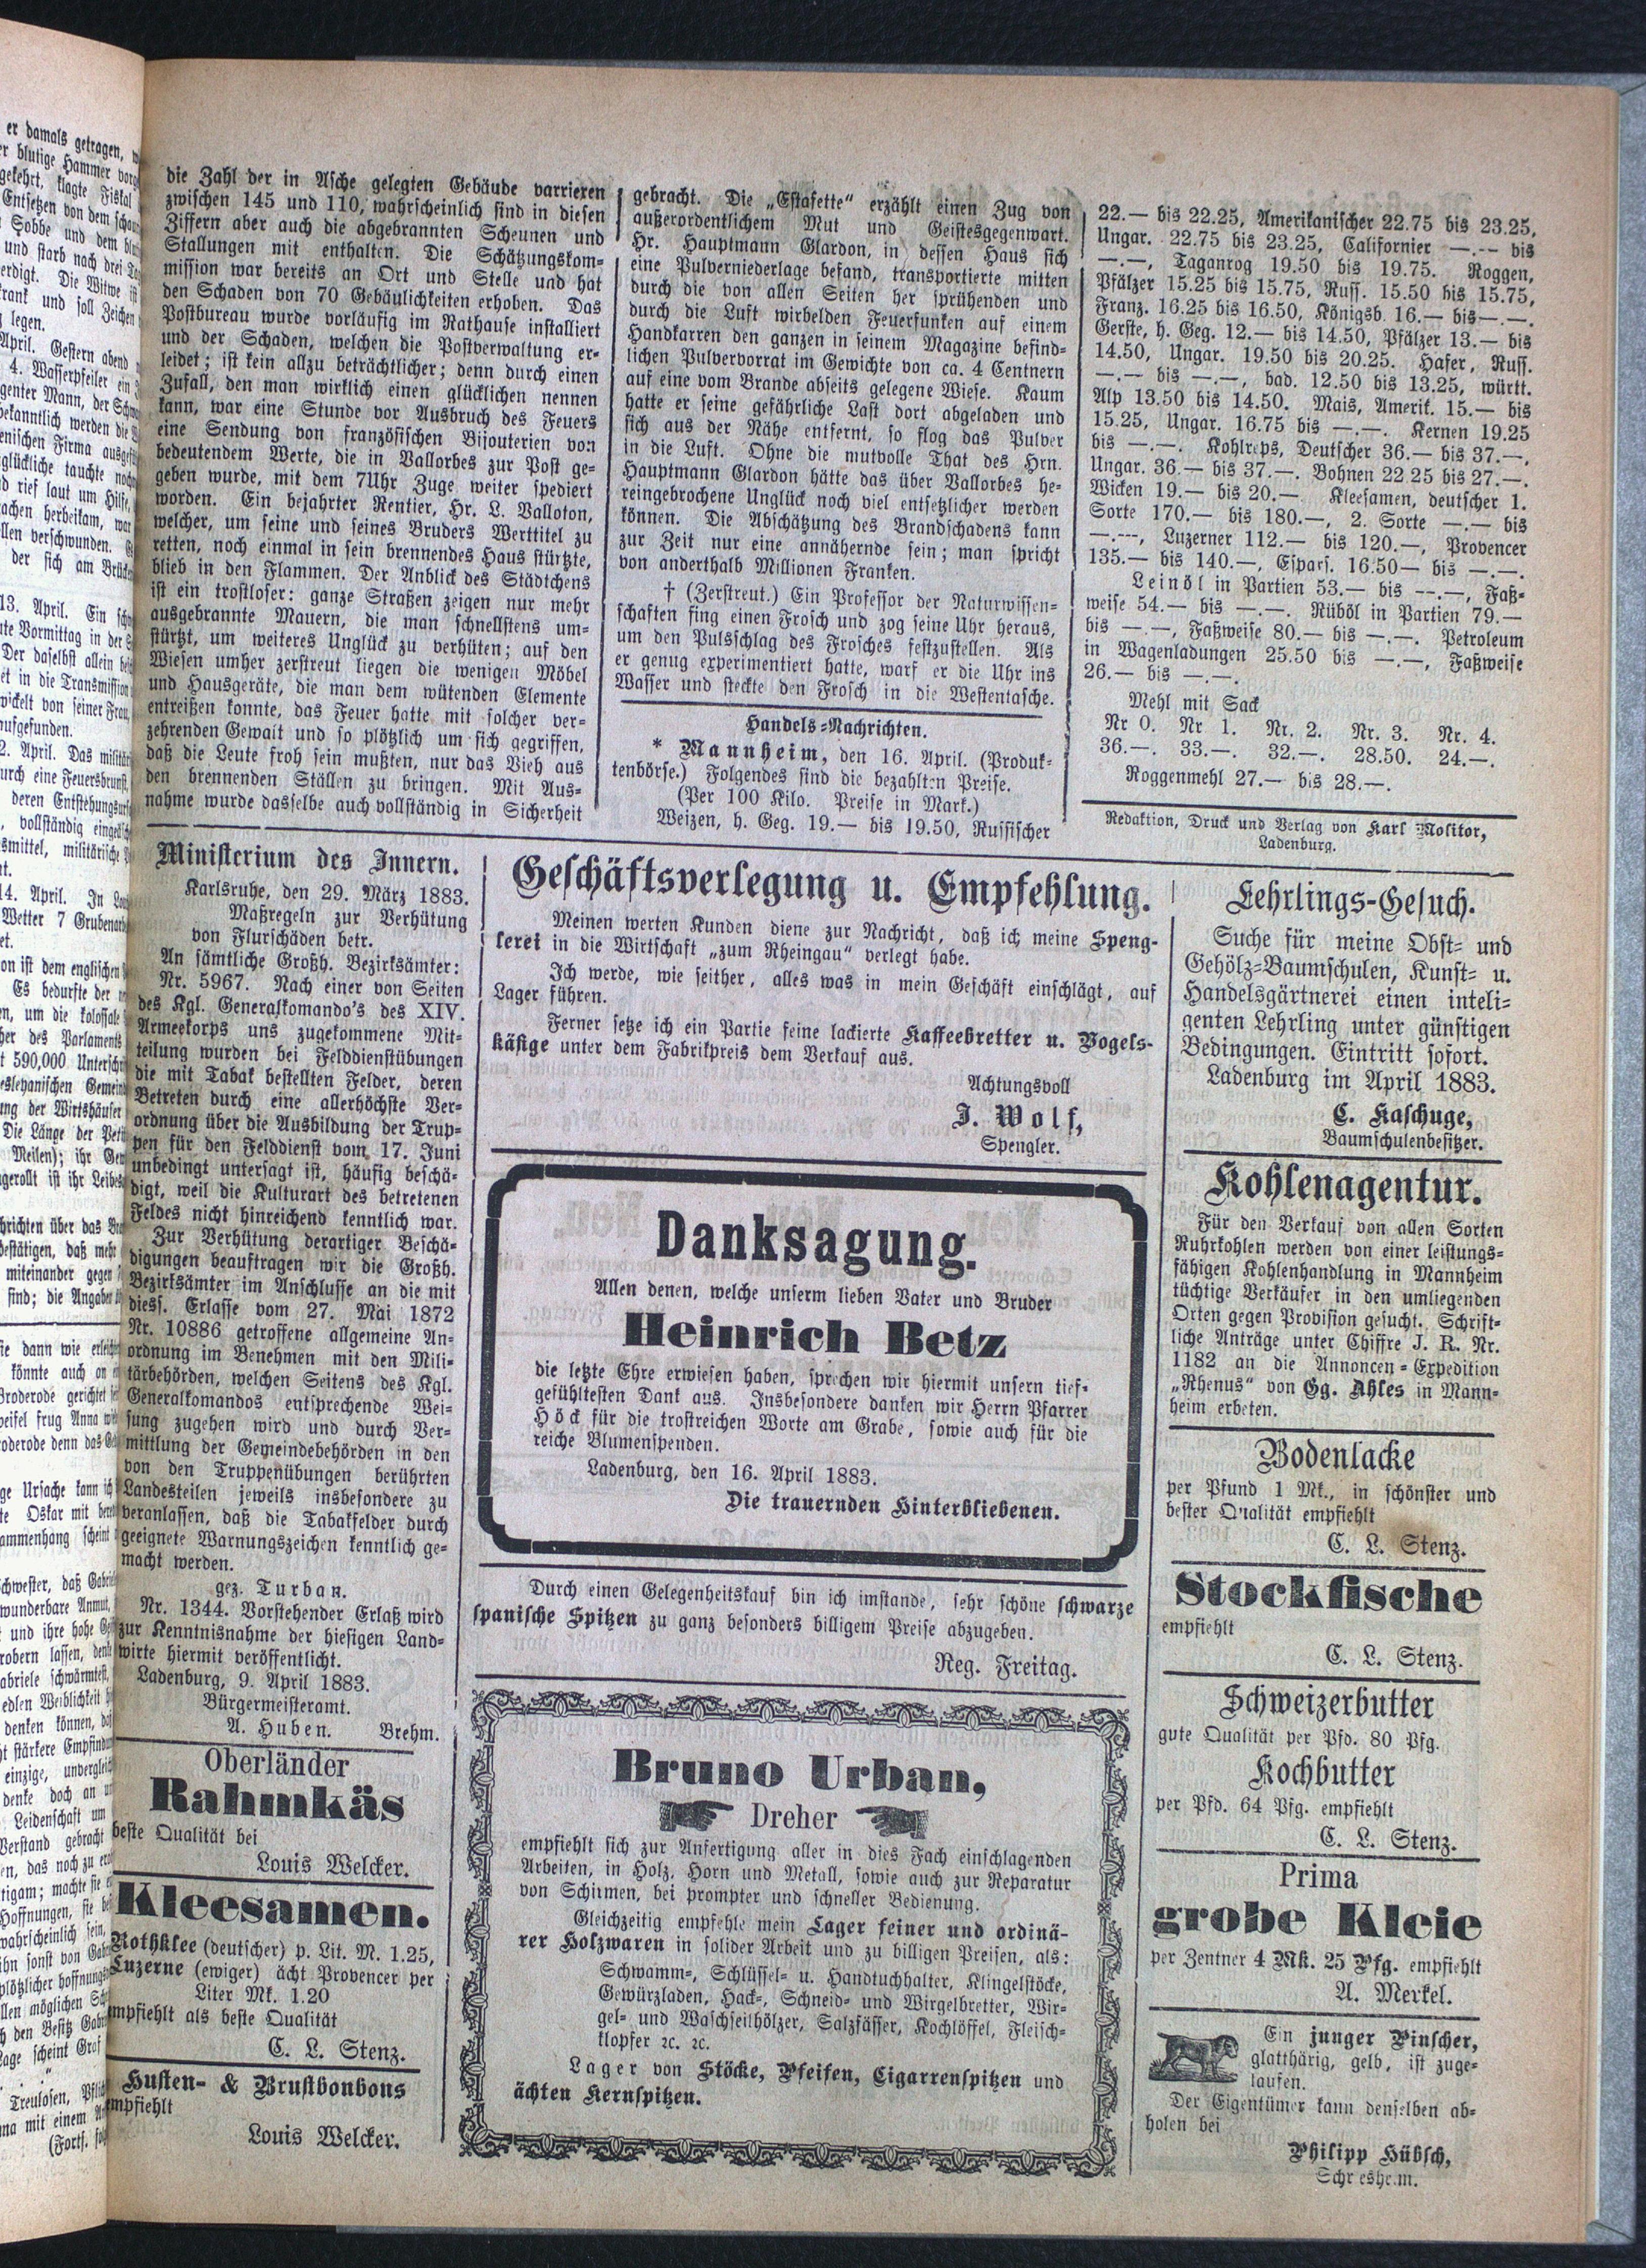 die Zahl der in Asche gelegten Gebäude varrieren
zwischen 145 und 110, wahrscheinlich sind in diesen
Ziffern aber auch die abgebrannten Scheunen und
Stallungen mit enthalten. Die Schätzungskom-
mission war bereits an Ort und Stelle und hat
den Schaden von 70 Gebäulichkeiten erhoben. Das
Postbureau wurde vorläufig im Rathause installiert
und der Schaden, welchen die Postverwaltung er-
leidet; ist kein allzu beträchtlicher; denn durch einen
Zufall, den man wirklich einen glücklichen nennen
kann, war eine Stunde vor Ausbruch des Feuers
eine Sendung von französischen Bijouterien von
bedeutendem Werte, die in Vallorbes zur Post ge-
geben wurde, mit dem 7Uhr Zuge weiter spediert
worden. Ein bejahrter Rentier, Hr. L. Valloton,
welcher, um seine und seines Bruders Werttitel zu
retten, noch einmal in sein brennendes Haus stürtzte,
blieb in den Flammen. Der Anblick des Städtchens
ist ein trostloser: ganze Straßen zeigen nur mehr
ausgebrannte Mauern, die man schnellstens um-
stürtzt, um weiteres Unglück zu verhüten; auf den
Wiesen umher zerstreut liegen die wenigen Möbel
und Hausgeräte, die man dem wütenden Elemente
entreißen konnte, das Feuer hatte mit solcher ver-
zehrenden Gewalt und so plötzlich um sich gegriffen,
daß die Leute froh sein mußten, nur das Vieh aus
den brennenden Ställen zu bringen. Mit Aus-
nahme wurde dasselbe auch vollständig in Sicherheit
gebracht. Die „Estafette“ erzählt einen Zug von
außerordentlichem Mut und Geistesgegenwart.
Hr. Hauptmann Glardon, in dessen Haus sich
eine Pulverniederlage befand, transportierte mitten
durch die von allen Seiten her sprühenden und
durch die Luft wirbelden Feuerfunken auf einem
Handkarren den ganzen in seinem Magazine befind-
lichen Pulvervorrat im Gewichte von ca. 4 Centnern
auf eine vom Brande abseits gelegene Wiese. Kaum
hatte er seine gefährliche Last dort abgeladen und
sich aus der Nähe entfernt, so flog das Pulver
in die Luft. Ohne die mutvolle That des Hrn.
Hauptmann Glardon hätte das über Vallorbes he-
reingebrochene Unglück noch viel entsetzlicher werden
können. Die Abschätzung des Brandschadens kann
zur Zeit nur eine annähernde sein; man spricht
von anderthalb Millionen Franken.
† (Zerstreut.) Ein Professor der Naturwissen-
schaften fing einen Frosch und zog seine Uhr heraus,
um den Pulsschlag des Frosches festzustellen. Als
er genug experimentiert hatte, warf er die Uhr ins
Wasser und steckte den Frosch in die Westentasche.
Handels-Nachrichten.
* Mannheim, den 16. April. (Produk-
tenbörse.) Folgendes sind die bezahlten Preise.
(Per 100 Kilo. Preise in Mark.)
Weizen, h. Geg. 19.— bis 19.50, Russischer
22.— bis 22.25, Amerikanischer 22.75 bis 23.25,
Ungar. 22.75 bis 23.25, Californier —.— bis
—.—, Taganrog 19.50 bis 19.75. Roggen,
Pfälzer 15.25 bis 15.75, Russ. 15.50 bis 15.75,
Franz. 16.25 bis 16.50, Königsb. 16.— bis —.—.
Gerste, h. Geg. 12.— bis 14.50, Pfälzer 13.— bis
14.50, Ungar. 19.50 bis 20.25. Hafer, Russ.
—.— bis —.—, bad. 12.50 bis 13.25, württ.
Alp 13.50 bis 14.50. Mais, Amerik. 15.— bis
15.25, Ungar. 16.75 bis —.—. Kernen 19.25
bis —.—. Kohlreps, Deutscher 36.— bis 37.—,
Ungar. 36.— bis 37.—. Bohnen 22 25 bis 27.—.
Wicken 19.— bis 20.—. Kleesamen, deutscher 1.
Sorte 170.— bis 180.—, 2. Sorte —.— bis
—.—, Luzerner 112.— bis 120.—, Provencer
135.— bis 140.—, Espars. 16.50— bis —.—.
Leinöl in Partien 53.— bis —.—, Faß-
weise 54.— bis —.—. Rüböl in Partien 79.—
bis —.—, Faßweise 80.— bis —.—. Petroleum
in Wagenladungen 25.50 bis —.—, Faßweise
26.— bis —.—.
Mehl mit Sack
Nr 0. Nr 1. Nr. 2. Nr. 3. Nr. 4.
36.—. 33.—. 32.—. 28.50. 24.—.
Roggenmehl 27.— bis 28.—.
Redaktion, Druck und Verlag von Karl Molitor,
Ladenburg.
Ministerium des Innern.
Karlsruhe, den 29. März 1883.
Maßregeln zur Verhütung
von Flurschäden betr.
An sämtliche Großh. Bezirksämter:
Nr. 5967. Nach einer von Seiten
des Kgl. Generalkomando's des XIV.
Armeekorps uns zugekommene Mit-
teilung wurden bei Felddienstübungen
die mit Tabak bestellten Felder, deren
Betreten durch eine allerhöchste Ver-
ordnung über die Ausbildung der Trup-
pen für den Felddienst vom 17. Juni
unbedingt untersagt ist, häufig beschä-
digt, weil die Kulturart des betretenen
Feldes nicht hinreichend kenntlich war.
Zur Verhütung derartiger Beschä-
digungen beauftragen wir die Großh.
Bezirksämter im Anschlusse an die mit
diess. Erlasse vom 27. Mai 1872
Nr. 10886 getroffene allgemeine An-
ordnung im Benehmen mit den Mili-
tärbehörden, welchen Seitens des Kgl.
Generalkomandos entsprechende Wei-
sung zugehen wird und durch Ver-
mittlung der Gemeindebehörden in den
von den Truppenübungen berührten
Landesteilen jeweils insbesondere zu
veranlassen, daß die Tabakfelder durch
geeignete Warnungszeichen kenntlich ge-
macht werden.
gez. Turban.
Nr. 1344. Vorstehender Erlaß wird
zur Kenntnisnahme der hiesigen Land-
wirte hiermit veröffentlicht.
Ladenburg, 9. April 1883.
Bürgermeisteramt.
A. Huben. Brehm.
Oberländer
Rahmkäs
beste Qualität bei
Louis Welcker.
Kleesamen.
Rothklee (deutscher) p. Lit. M. 1.25,
Luzerne (ewiger) ächt Provencer per
Liter Mk. 1.20
empfiehlt als beste Qualität
C. L. Stenz.
Husten- & Brustbonbons
empfiehlt
Louis Welcker.
Geschäftsverlegung u. Empfehlung.
Meinen werten Kunden diene zur Nachricht, daß ich meine Speng-
lerei in die Wirtschaft „zum Rheingau“ verlegt habe.
Ich werde, wie seither, alles was in mein Geschäft einschlägt, auf
Lager führen.
Ferner setze ich ein Partie feine lackierte Kaffeebretter u. Vogels-
käfige unter dem Fabrikpreis dem Verkauf aus.
Achtungsvoll
J. Wolf,
Spengler.
Danksagung.
Allen denen, welche unserm lieben Vater und Bruder
Heinrich Betz
die letzte Ehre erwiesen haben, sprechen wir hiermit unsern tief-
gefühltesten Dank aus. Insbesondere danken wir Herrn Pfarrer
Höck für die trostreichen Worte am Grabe, sowie auch für die
reiche Blumenspenden.
Ladenburg, den 16. April 1883.
Die trauernden Hinterbliebenen.
Durch einen Gelegenheitskauf bin ich imstande, sehr schöne schwarze
spanische Spitzen zu ganz besonders billigem Preise abzugeben.
Reg. Freitag.
Bruno Urban,
Dreher
empfiehlt sich zur Anfertigung aller in dies Fach einschlagenden
Arbeiten, in Holz, Horn und Metall, sowie auch zur Reparatur
von Schirmen, bei prompter und schneller Bedienung.
Gleichzeitig empfehle mein Lager feiner und ordinä-
rer Holzwaren in solider Arbeit und zu billigen Preisen, als:
Schwamm-, Schlüssel- u. Handtuchhalter, Klingelstöcke,
Gewürzladen, Hack-, Schneid- und Wirgelbretter, Wir-
gel- und Waschseilhölzer, Salzfässer, Kochlöffel, Fleisch-
klopfer ꝛc. ꝛc.
Lager von Stöcke, Pfeifen, Cigarrenspitzen und
ächten Kernspitzen.
Lehrlings-Gesuch.
Suche für meine Obst- und
Gehölz-Baumschulen, Kunst- u.
Handelsgärtnerei einen inteli-
genten Lehrling unter günstigen
Bedingungen. Eintritt sofort.
Ladenburg im April 1883.
C. Kaschuge,
Baumschulenbesitzer.
Kohlenagentur.
Für den Verkauf von allen Sorten
Ruhrkohlen werden von einer leistungs-
fähigen Kohlenhandlung in Mannheim
tüchtige Verkäufer in den umliegenden
Orten gegen Provision gesucht. Schrift-
liche Anträge unter Chiffre J. R. Nr.
1182 an die Annoncen-Expedition
„Rhenus“ von Gg. Ahles in Mann-
heim erbeten.
Bodenlacke
per Pfund 1 Mk., in schönster und
bester Qualität empfiehlt
C. L. Stenz.
Stockfische
empfiehlt
C. L. Stenz.
Schweizerbutter
gute Qualität per Pfd. 80 Pfg.
Kochbutter
per Pfd. 64 Pfg. empfiehlt
C. L. Stenz.
Prima
grobe Kleie
per Zentner 4 Mk. 25 Pfg. empfiehlt
A. Merkel.
Ein junger Pinscher,
glatthärig, gelb, ist zuge-
laufen.
Der Eigentümer kann denselben ab-
holen bei
Philipp Hübsch,
Schriesheim.